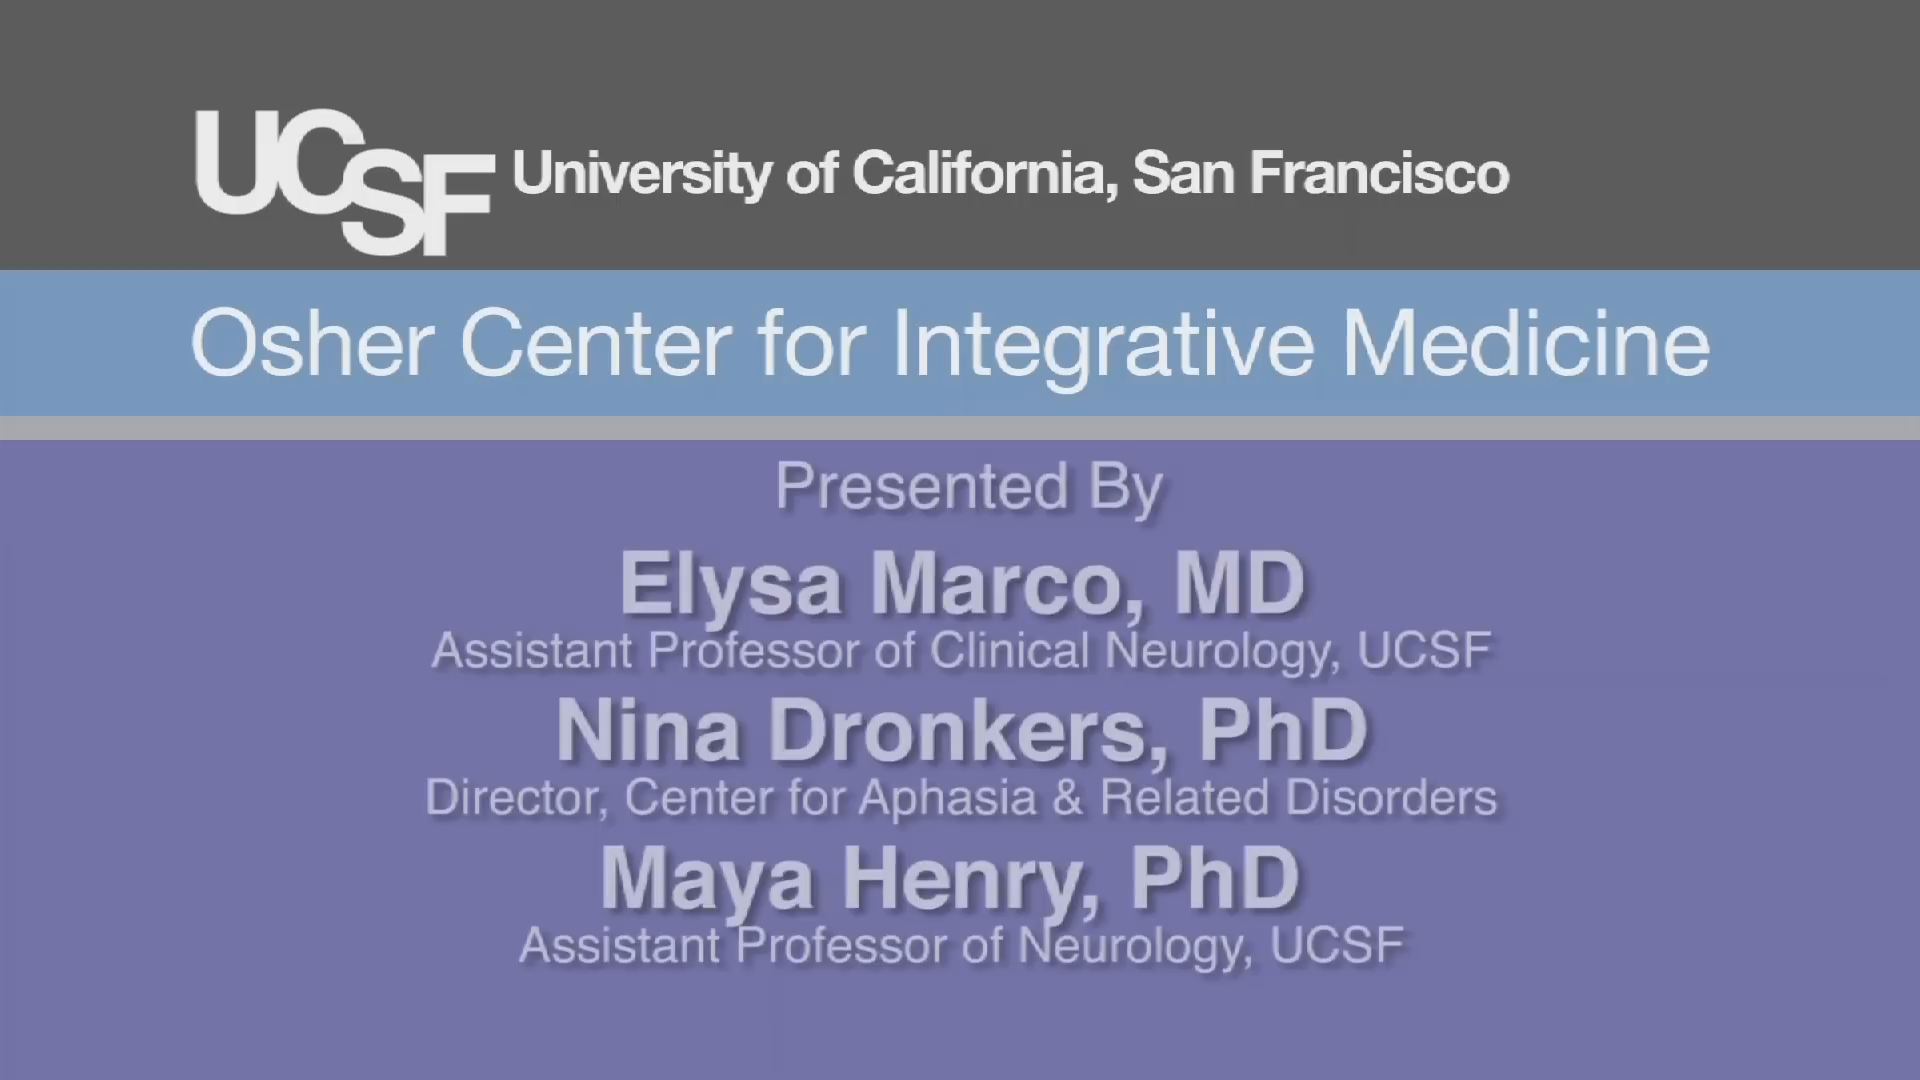 UCSF University of California, San Francisco
Osher Center for Integrative Medicine
Presented By
Elysa Marco, MD
Assistant Professor of Clinical Neurology, UCSF
Nina Dronkers, PhD
Director, Center for Aphasia & Related Disorders
Maya Henry, PhD
Assistant Professor of Neurology, UCSF